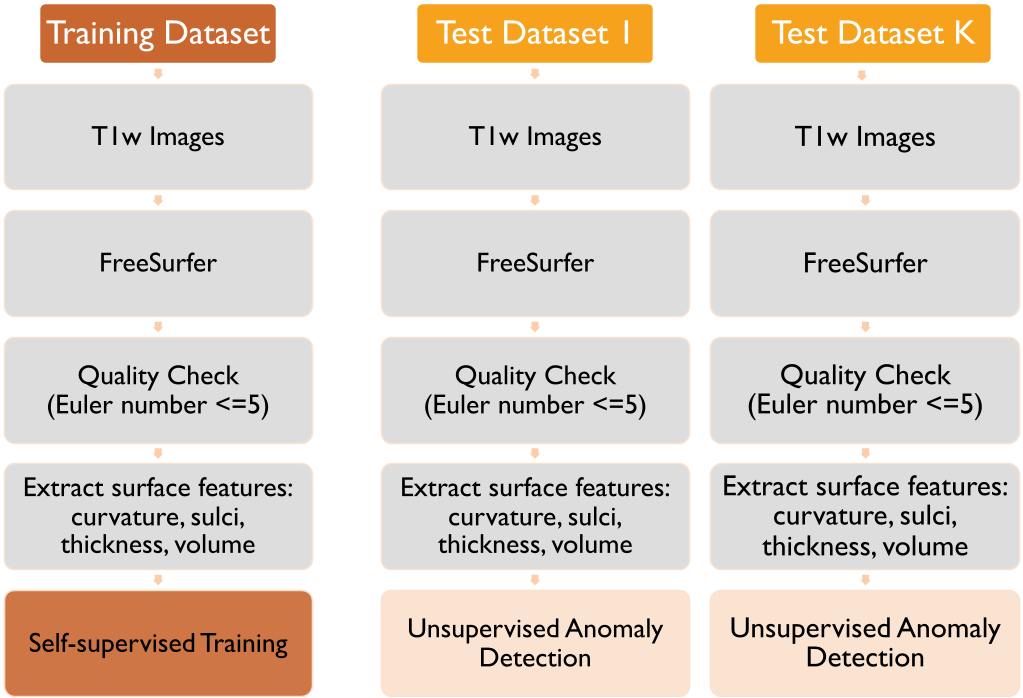 Training Dataset
T1w Images
FreeSurfer
Quality Check
(Euler number <=5)
Extract surface features:
curvature, sulci,
thickness, volume
Self-supervised Training
Test Dataset 1
T1w Images
FreeSurfer
Quality Check
(Euler number <=5)
Extract surface features:
curvature, sulci,
thickness, volume
Unsupervised Anomaly
Detection
Test Dataset K
T1w Images
FreeSurfer
Quality Check
(Euler number <=5)
Extract surface features:
curvature, sulci,
thickness, volume
Unsupervised Anomaly
Detection